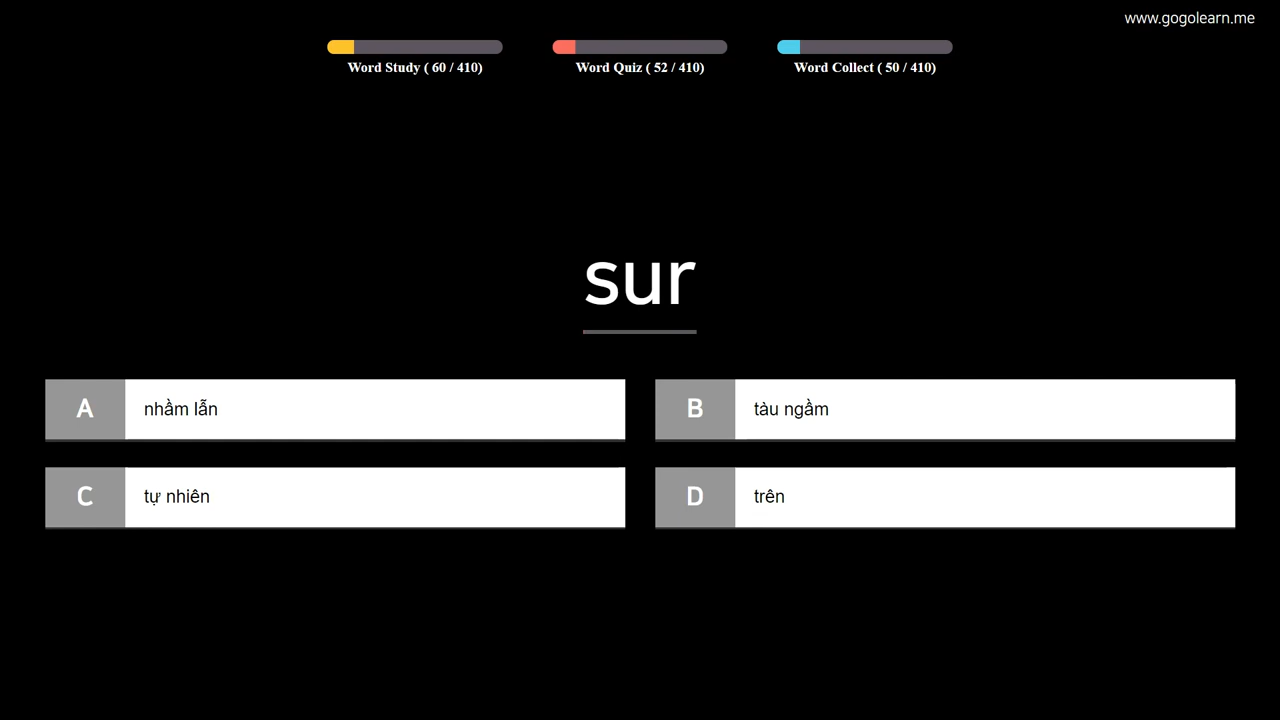 www.gogolearn.me
Word Study ( 60 / 410)
Word Quiz ( 52 / 410)
Word Collect ( 50 / 410)
sur
A nhầm lẫn
B tàu ngầm
C tự nhiên
D trên